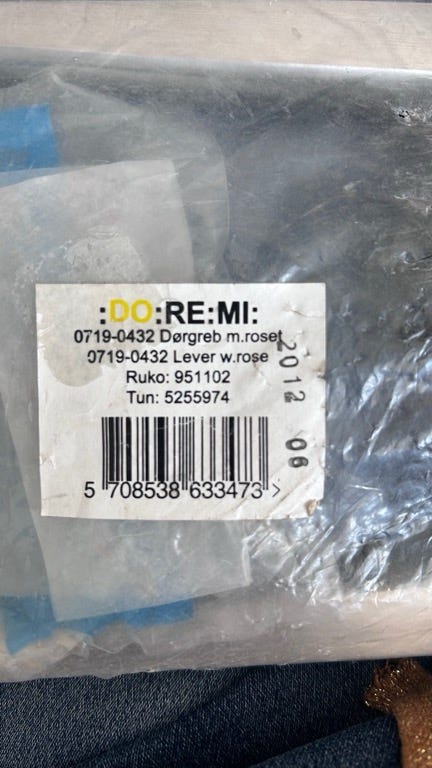 :DO:RE:MI:
0719-0432 Dørgreb m.roset
0719-0432 Lever w.rose
Ruko: 951102
Tun: 5255974
5 708538 633473 >
2012 06